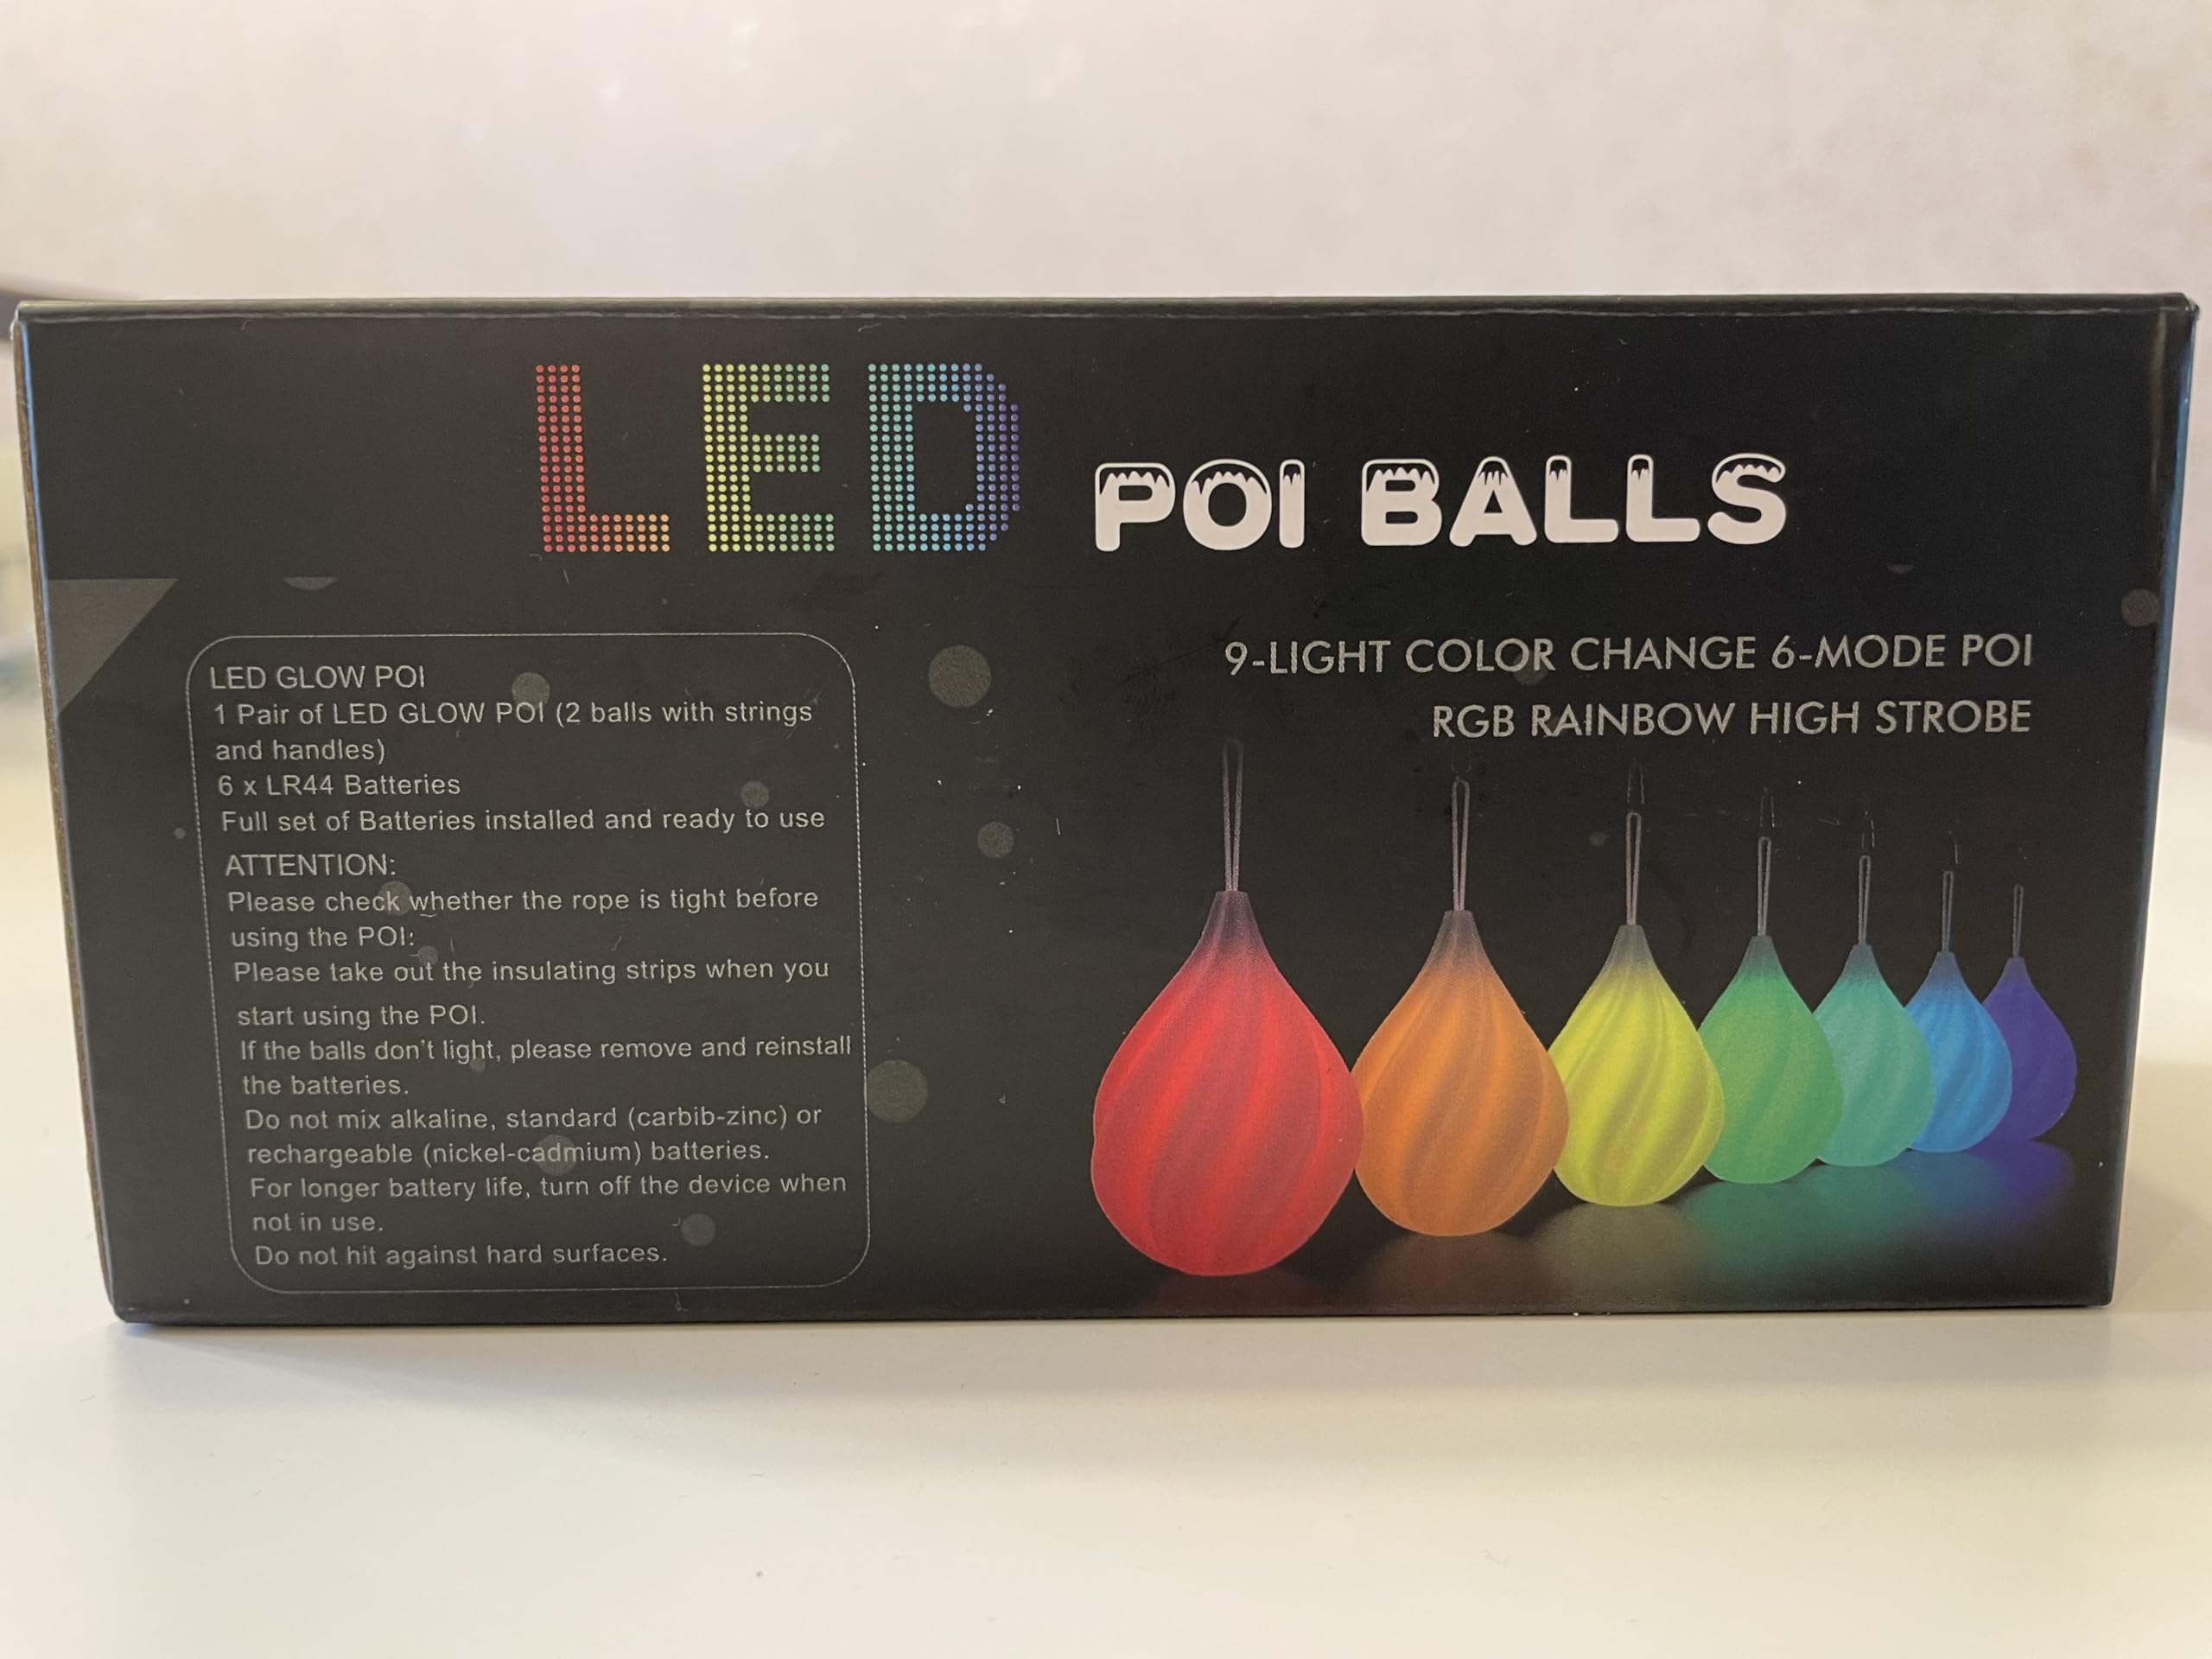 LED POI BALLS
LED GLOW POI
1 Pair of LED GLOW POI (2 balls with strings
and handles)
6 x LR44 Batteries
Full set of Batteries installed and ready to use
ATTENTION:
Please check whether the rope is tight before
using the POI:
Please take out the insulating strips when you
start using the POI.
If the balls don't light, please remove and reinstall
the batteries.
Do not mix alkaline, standard (carbib-zinc) or
rechargeable (nickel-cadmium) batteries.
For longer battery life, turn off the device when
not in use.
Do not hit against hard surfaces.
9-LIGHT COLOR CHANGE 6-MODE POI
RGB RAINBOW HIGH STROBE